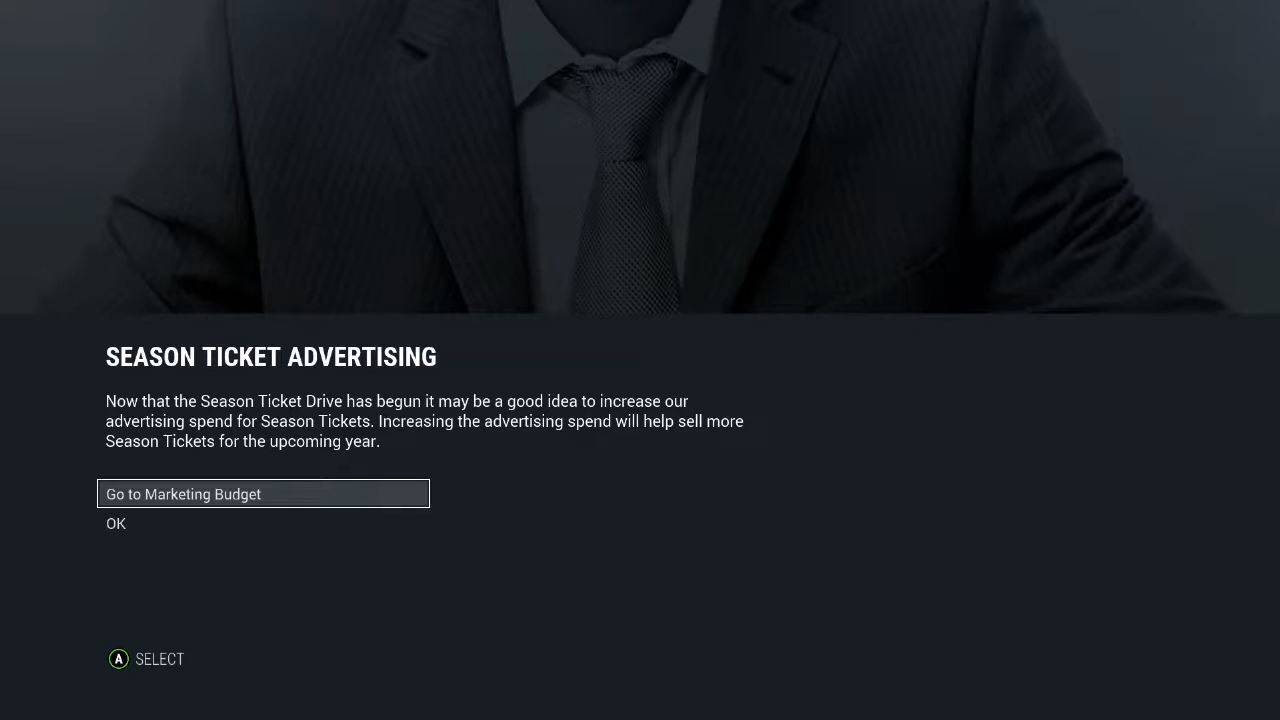 SEASON TICKET ADVERTISING
Now that the Season Ticket Drive has begun it may be a good idea to increase our
advertising spend for Season Tickets. Increasing the advertising spend will help sell more
Season Tickets for the upcoming year.
Go to Marketing Budget
OK
A SELECT